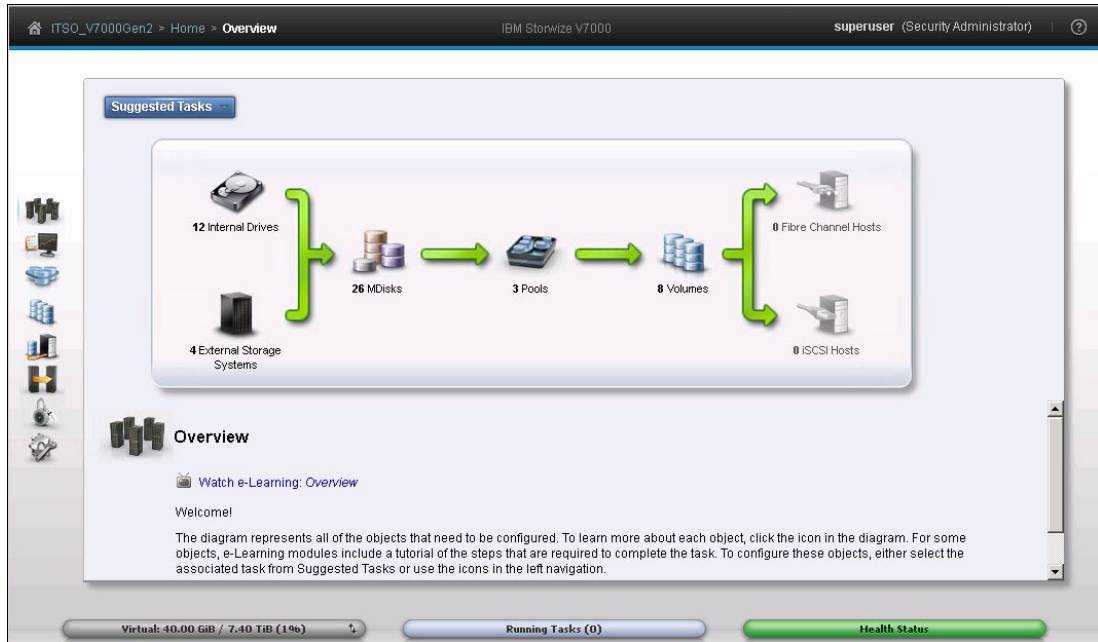 ITSO_V7000Gen2 > Home > Overview
IBM Storwize V7000
superuser (Security Administrator)
?
Suggested Tasks
12 Internal Drives
0 Fibre Channel Hosts
26 MDisks
3 Pools
8 Volumes
4 External Storage
Systems
0 iSCSI Hosts
Overview
Watch e-Learning: Overview
Welcome!
The diagram represents all of the objects that need to be configured. To learn more about each object, click the icon in the diagram. For some
objects, e-Learning modules include a tutorial of the steps that are required to complete the task. To configure these objects, either select the
associated task from Suggested Tasks or use the icons in the left navigation.
Virtual: 40.00 GiB / 7.40 TiB (1%)
Running Tasks (0)
Health Status